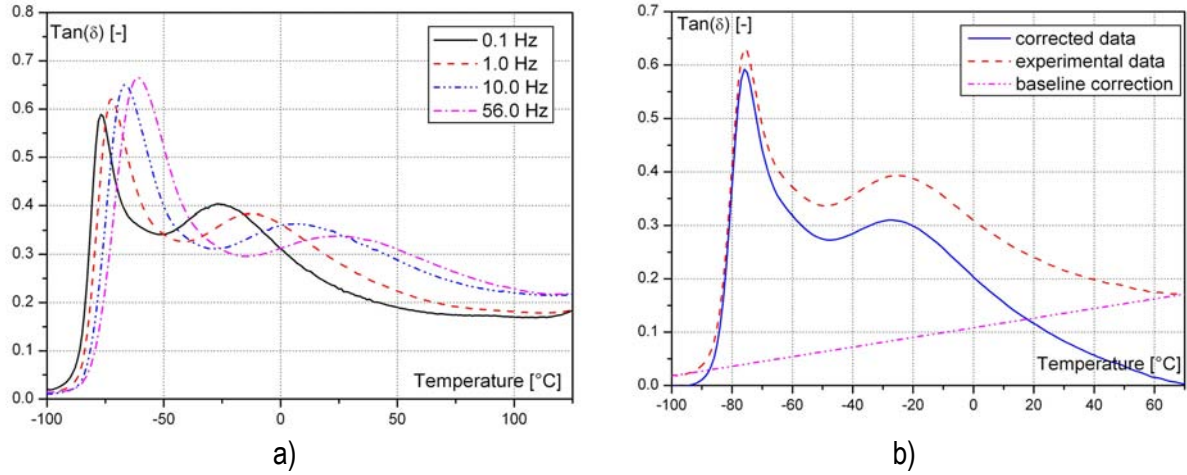 Tan(δ) [-]
0.1 Hz
1.0 Hz
10.0 Hz
56.0 Hz
0.8
0.7
0.6
0.5
0.4
0.3
0.2
0.1
0.0
Temperature [°C]
-100 -50 0 50 100
a)
Tan(δ) [-]
corrected data
experimental data
baseline correction
0.7
0.6
0.5
0.4
0.3
0.2
0.1
0.0
Temperature [°C]
-100 -80 -60 -40 -20 0 20 40 60
b)